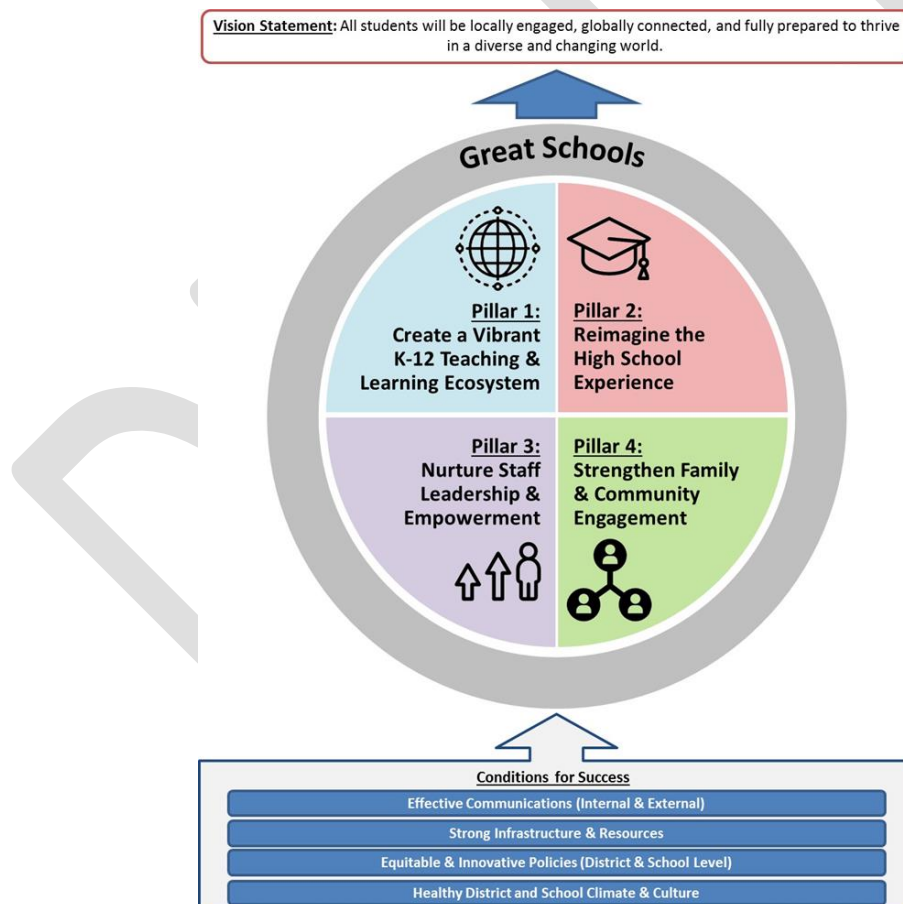 Vision Statement: All students will be locally engaged, globally connected, and fully prepared to thrive
in a diverse and changing world.
Great Schools
Pillar 1:
Create a Vibrant
K-12 Teaching &
Learning Ecosystem
Pillar 2:
Reimagine the
High School
Experience
Pillar 3:
Nurture Staff
Leadership &
Empowerment
Pillar 4:
Strengthen Family
& Community
Engagement
Conditions for Success
Effective Communications (Internal & External)
Strong Infrastructure & Resources
Equitable & Innovative Policies (District & School Level)
Healthy District and School Climate & Culture